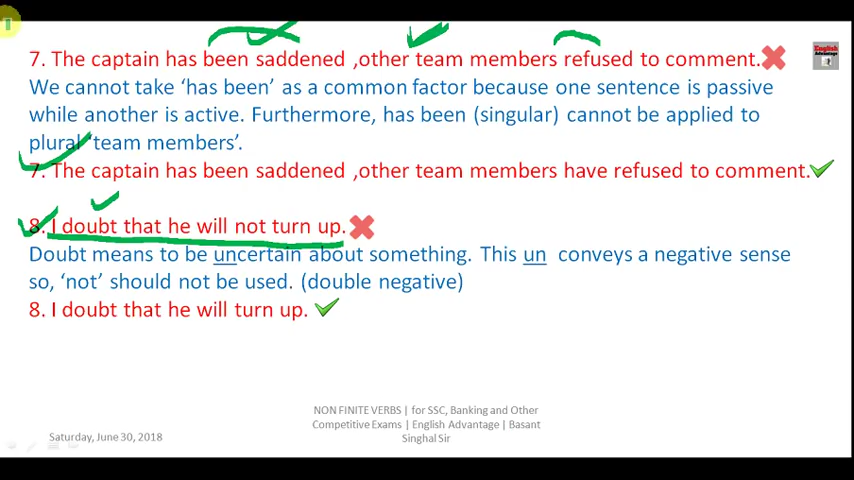 7. The captain has been saddened ,other team members refused to comment.
We cannot take ‘has been’ as a common factor because one sentence is passive
while another is active. Furthermore, has been (singular) cannot be applied to
plural ‘team members’.
7. The captain has been saddened ,other team members have refused to comment.
8. I doubt that he will not turn up.
Doubt means to be uncertain about something. This un conveys a negative sense
so, ‘not’ should not be used. (double negative)
8. I doubt that he will turn up.
English
Advantage
Saturday, June 30, 2018
NON FINITE VERBS | for SSC, Banking and Other
Competitive Exams | English Advantage | Basant
Singhal Sir